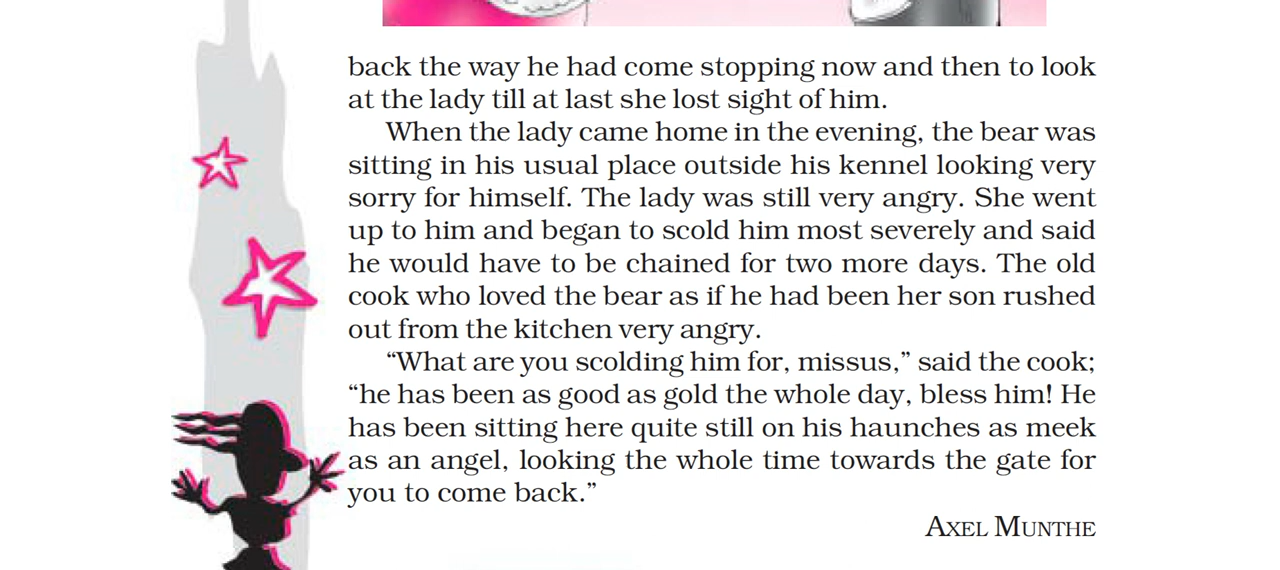 back the way he had come stopping now and then to look
at the lady till at last she lost sight of him.
When the lady came home in the evening, the bear was
sitting in his usual place outside his kennel looking very
sorry for himself. The lady was still very angry. She went
up to him and began to scold him most severely and said
he would have to be chained for two more days. The old
cook who loved the bear as if he had been her son rushed
out from the kitchen very angry.
“What are you scolding him for, missus,” said the cook;
“he has been as good as gold the whole day, bless him! He
has been sitting here quite still on his haunches as meek
as an angel, looking the whole time towards the gate for
you to come back.”
AXEL MUNTHE